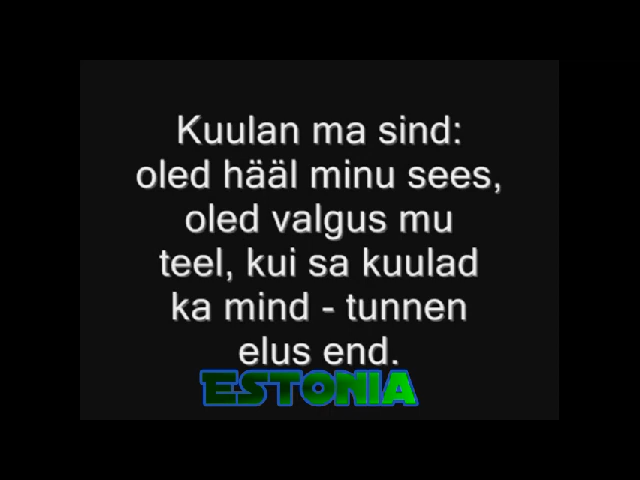 Kuulan ma sind:
oled hääl minu sees,
oled valgus mu
teel, kui sa kuulad
ka mind - tunnen
elus end.
ESTONIA